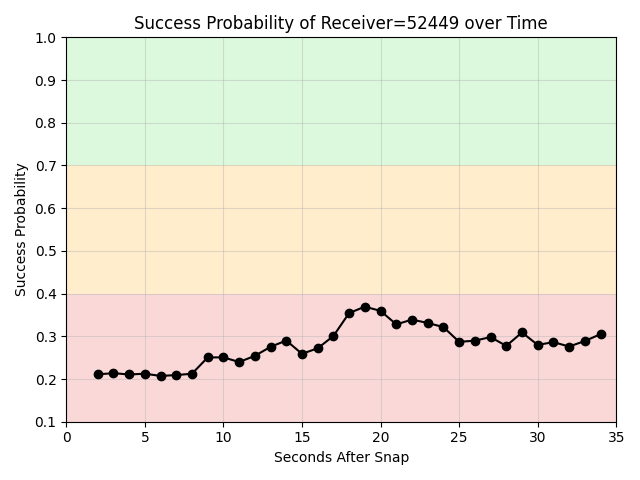 Success Probability of Receiver=52449 over Time
1.0
0.9
0.8
0.7
0.6
0.5
0.4
0.3
0.2
0.1
Success Probability
0 5 10 15 20 25 30 35
Seconds After Snap